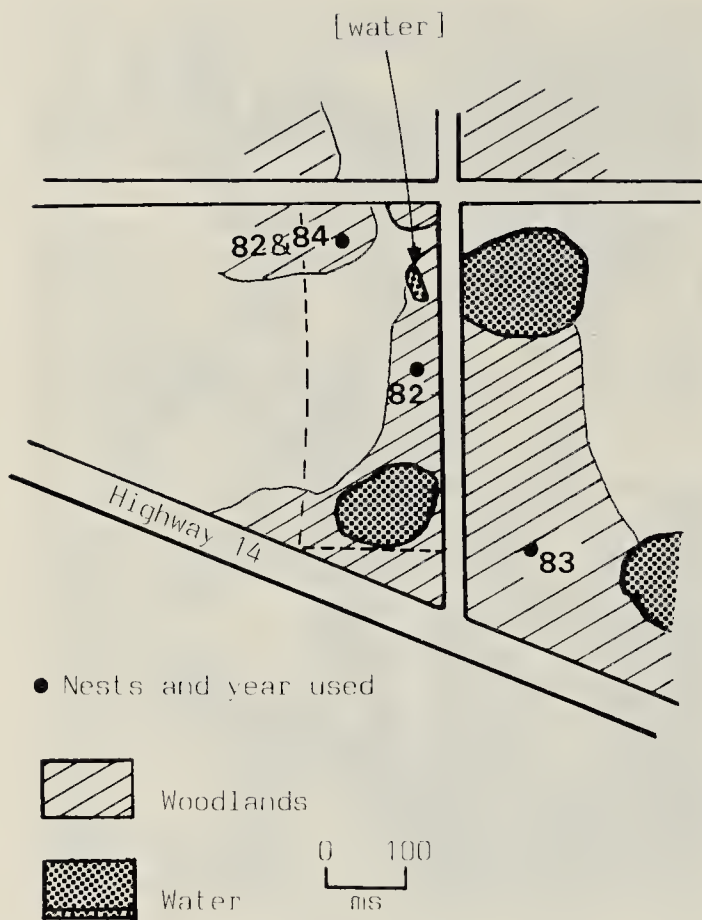 [water]
82&84
82
Highway 14
83
Nests and year used
Woodlands
0 100
ms
Water